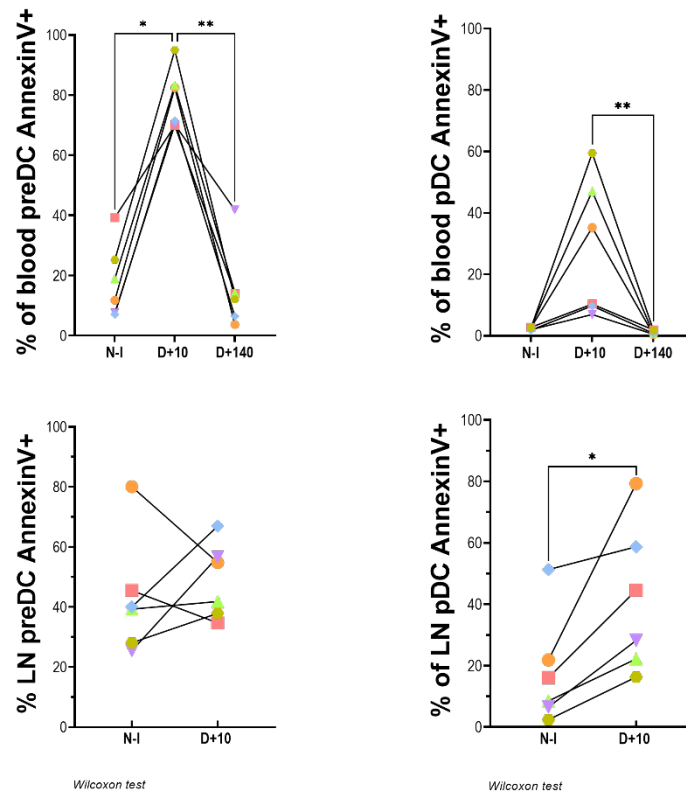 % of blood preDC AnnexinV+
100
80
60
40
20
0
*
**
N-I D+10 D+140
% of blood pDC AnnexinV+
100
80
60
40
20
0
**
N-I D+10 D+140
% LN preDC AnnexinV+
100
80
60
40
20
0
N-I D+10
Wilcoxon test
% of LN pDC AnnexinV+
100
80
60
40
20
0
*
N-I D+10
Wilcoxon test